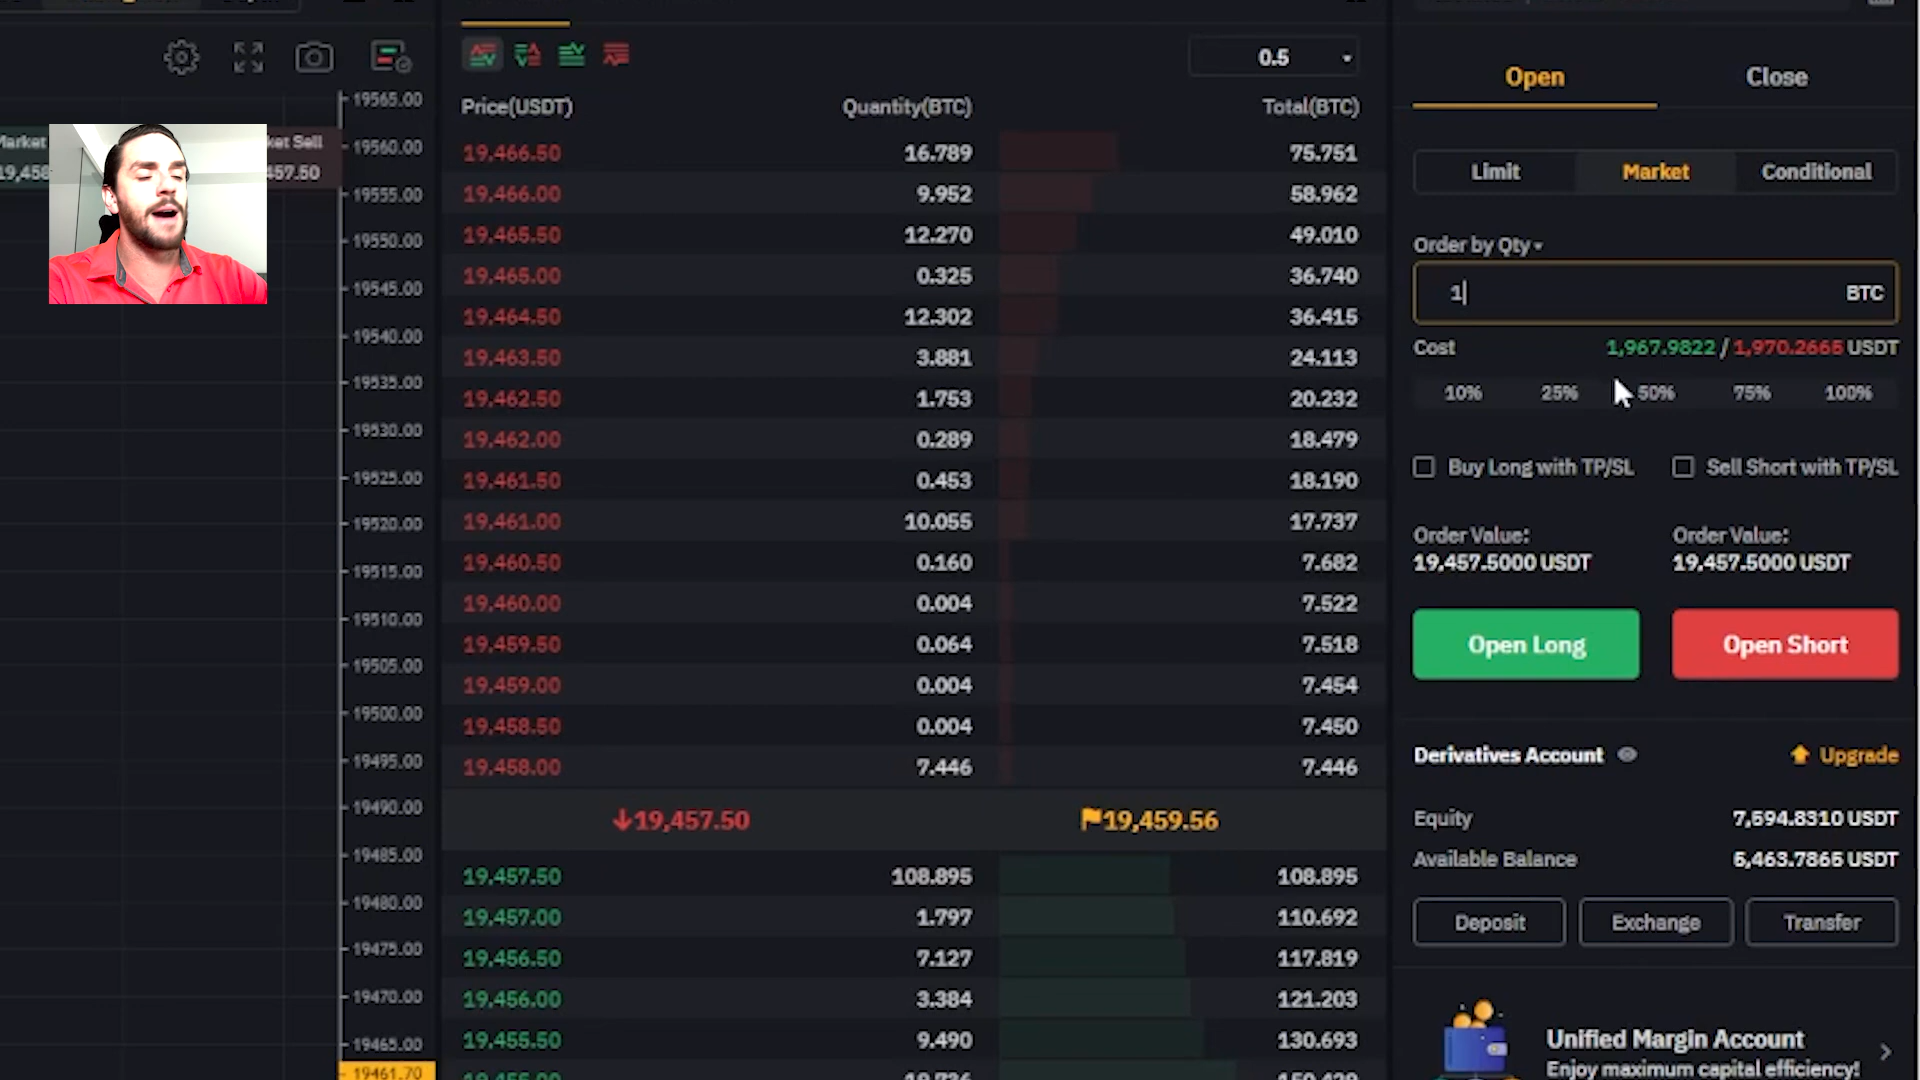 19565.00
19560.00
19555.00
19550.00
19545.00
19540.00
19535.00
19530.00
19525.00
19520.00
19515.00
19510.00
19505.00
19500.00
19495.00
19490.00
19485.00
19480.00
19475.00
19470.00
19465.00
19461.70
Market
19,458
ket Sell
457.50
0.5
Price(USDT) Quantity(BTC) Total(BTC)
19,466.50 16.789 75.751
19,466.00 9.952 58.962
19,465.50 12.270 49.010
19,465.00 0.325 36.740
19,464.50 12.302 36.415
19,463.50 3.881 24.113
19,462.50 1.753 20.232
19,462.00 0.289 18.479
19,461.50 0.453 18.190
19,461.00 10.055 17.737
19,460.50 0.160 7.682
19,460.00 0.004 7.522
19,459.50 0.064 7.518
19,459.00 0.004 7.454
19,458.50 0.004 7.450
19,458.00 7.446 7.446
↓19,457.50 19,459.56
19,457.50 108.895 108.895
19,457.00 1.797 110.692
19,456.50 7.127 117.819
19,456.00 3.384 121.203
19,455.50 9.490 130.693
Open Close
Limit Market Conditional
Order by Qty
1 BTC
Cost 1,967.9822 / 1,970.2665 USDT
10% 25% 50% 75% 100%
Buy Long with TP/SL Sell Short with TP/SL
Order Value: Order Value:
19,457.5000 USDT 19,457.5000 USDT
Open Long Open Short
Derivatives Account Upgrade
Equity 7,594.8310 USDT
Available Balance 5,463.7865 USDT
Deposit Exchange Transfer
Unified Margin Account
Enjoy maximum capital efficiency!